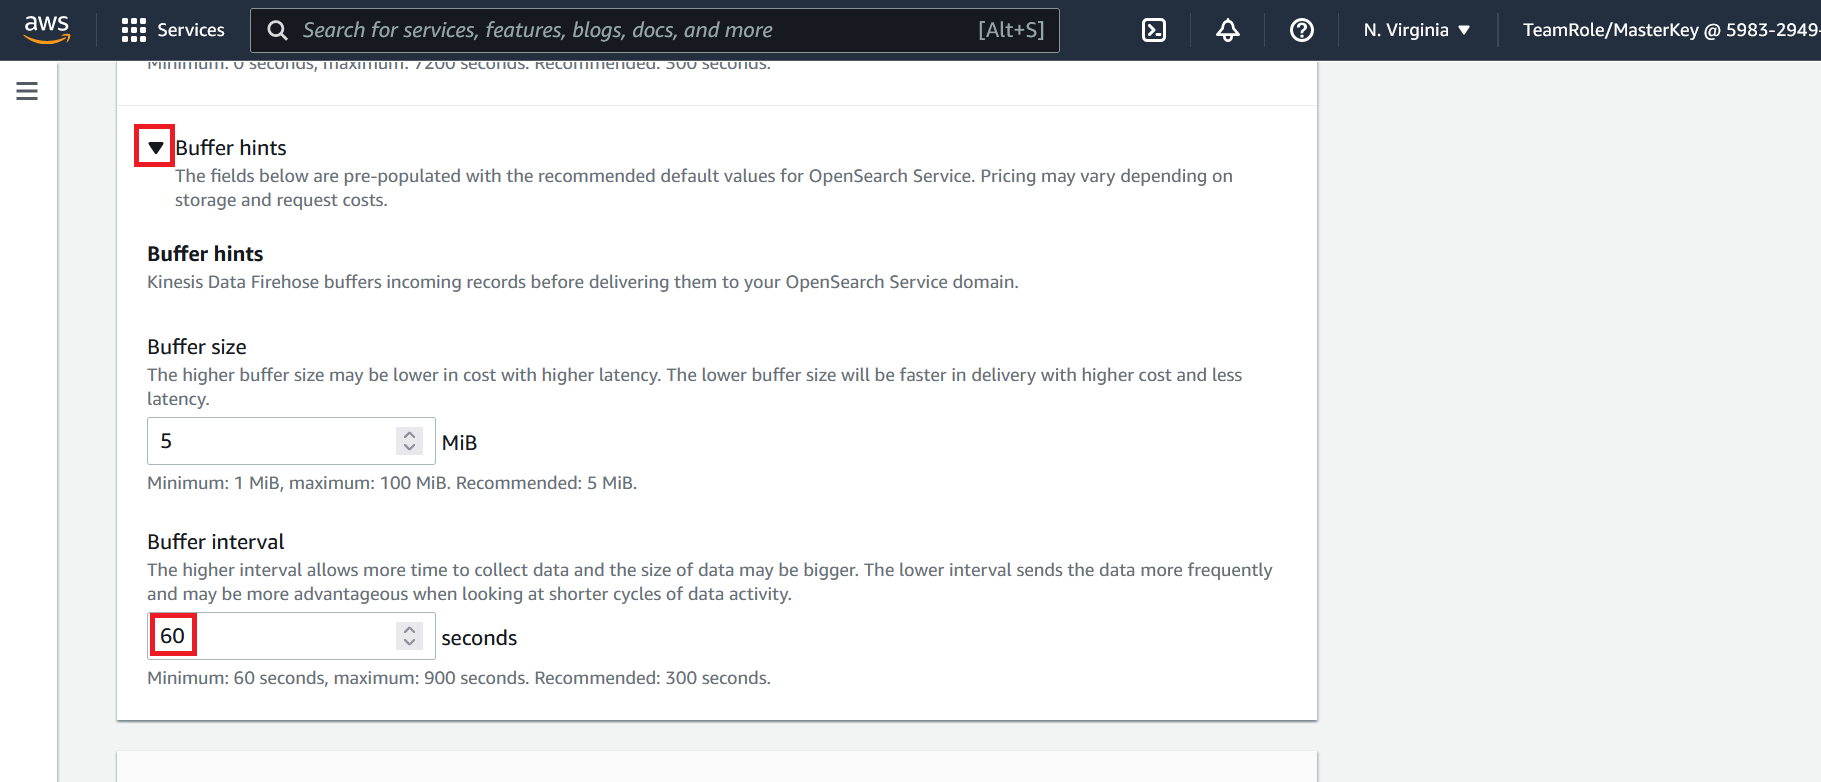 aws
Services
Search for services, features, blogs, docs, and more
[Alt+S]
N. Virginia
TeamRole/MasterKey @ 5983-2949-
Minimum: 0 seconds, maximum: 7200 seconds. Recommended: 300 seconds.
Buffer hints
The fields below are pre-populated with the recommended default values for OpenSearch Service. Pricing may vary depending on
storage and request costs.
Buffer hints
Kinesis Data Firehose buffers incoming records before delivering them to your OpenSearch Service domain.
Buffer size
The higher buffer size may be lower in cost with higher latency. The lower buffer size will be faster in delivery with higher cost and less
latency.
5 MiB
Minimum: 1 MiB, maximum: 100 MiB. Recommended: 5 MiB.
Buffer interval
The higher interval allows more time to collect data and the size of data may be bigger. The lower interval sends the data more frequently
and may be more advantageous when looking at shorter cycles of data activity.
60 seconds
Minimum: 60 seconds, maximum: 900 seconds. Recommended: 300 seconds.